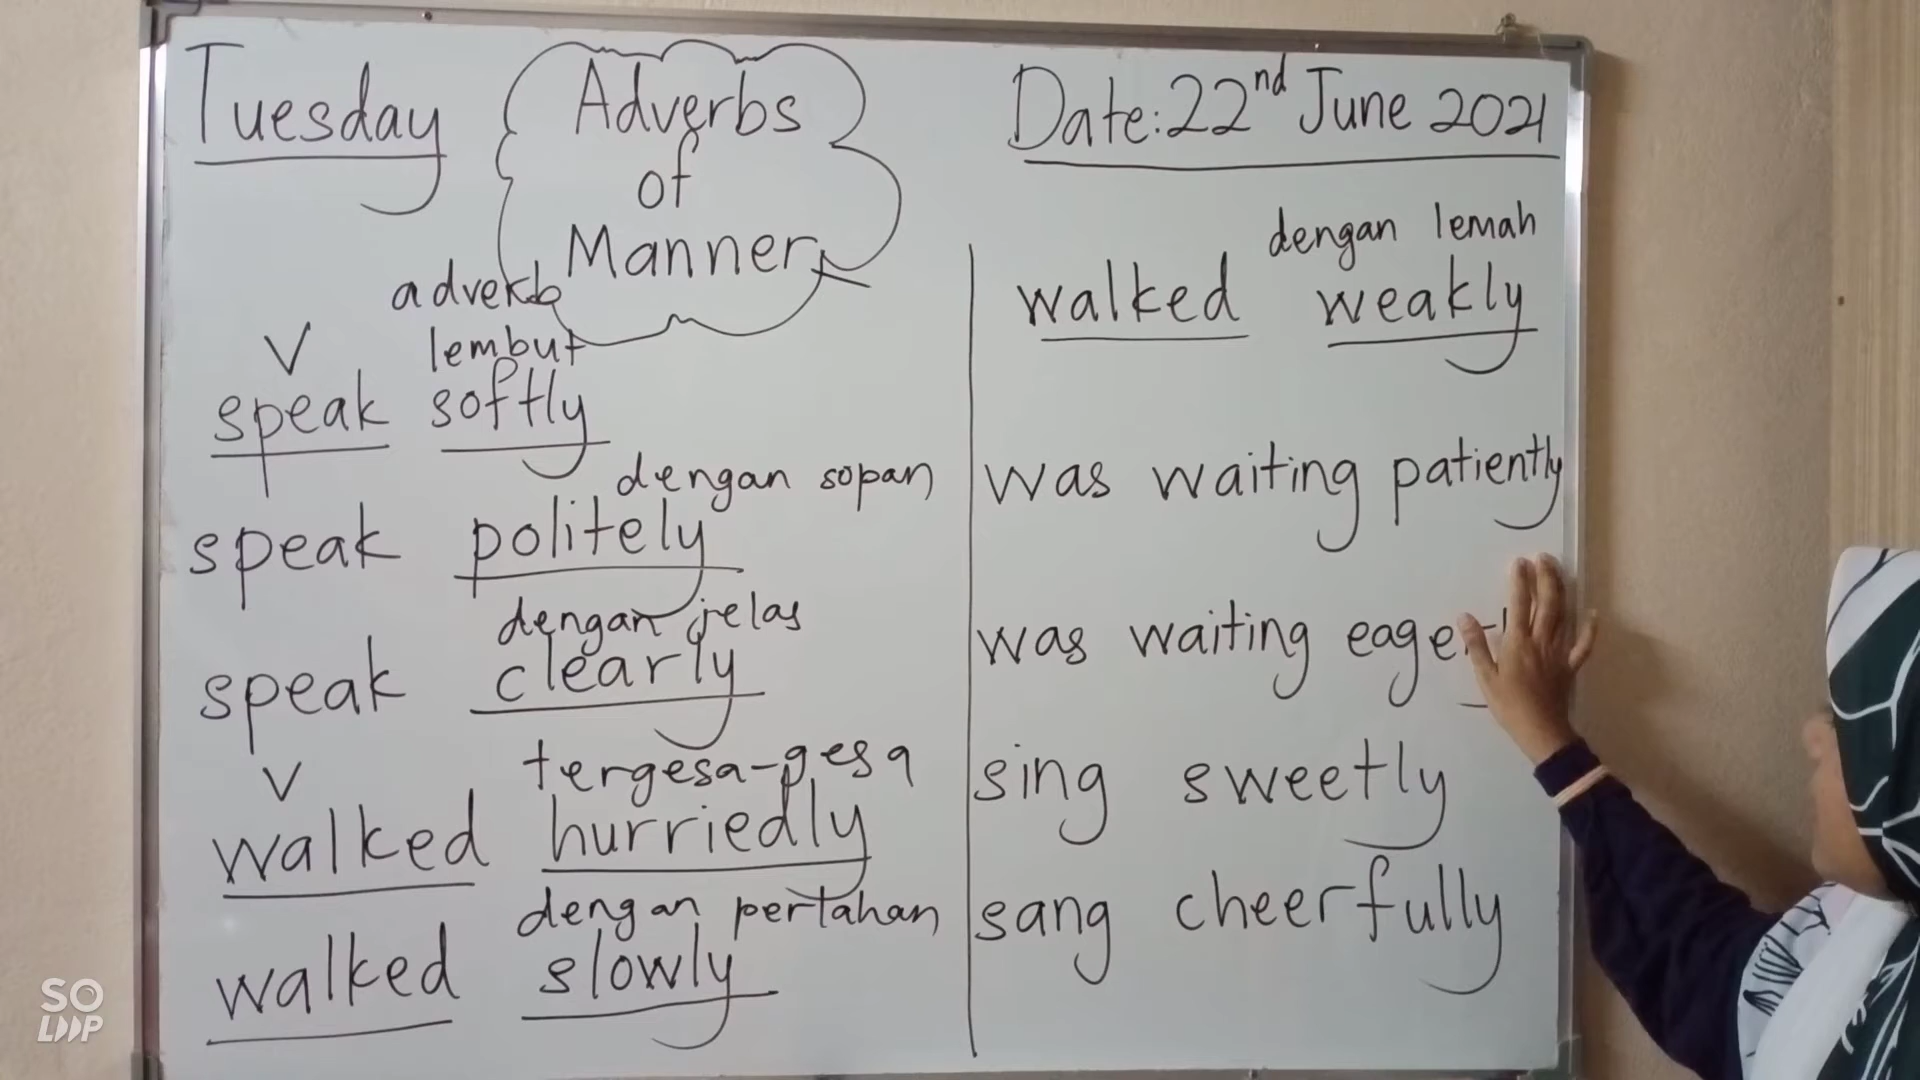 Tuesday
Adverbs
of
Manner
Date: 22nd June 2021
adverb
V
lembut
speak softly
dengan sopan
speak politely
dengan jelas
speak clearly
V
tergesa-gesa
walked hurriedly
dengan pertahan
walked slowly
dengan lemah
walked weakly
was waiting patiently
was waiting
sing sweetly
sang cheerfully
SO
LOOP